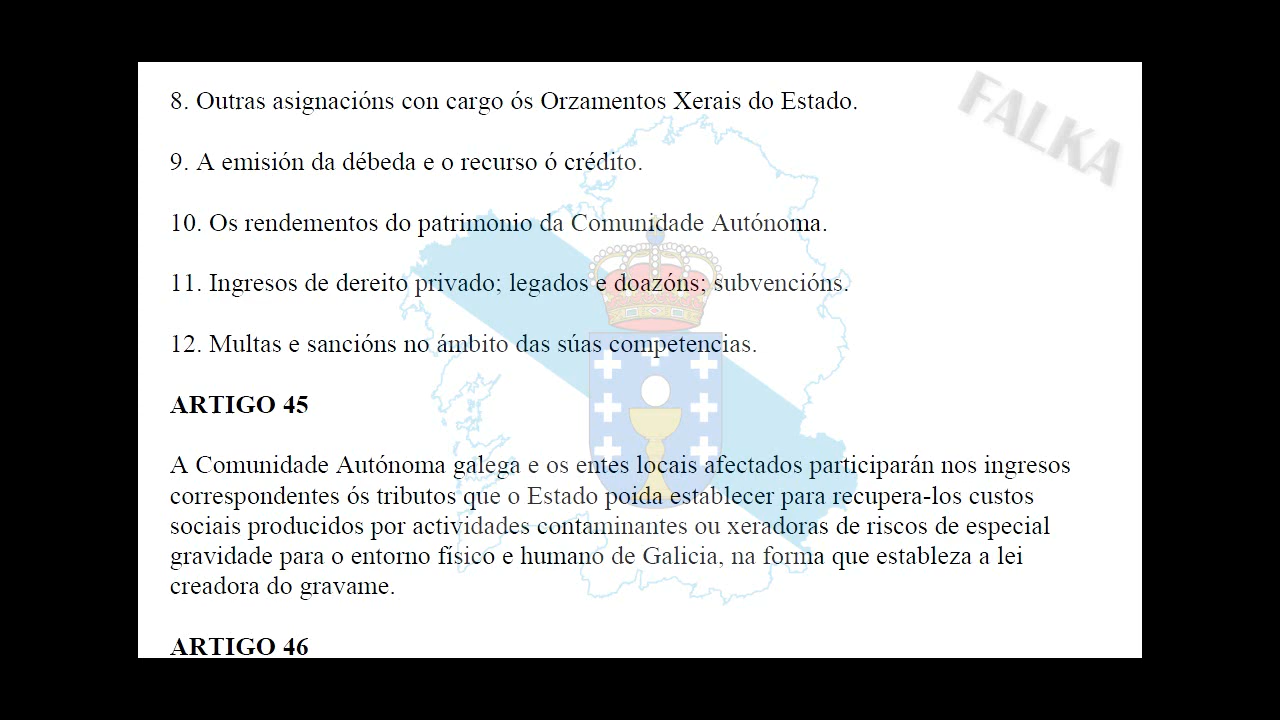 FALKA
8. Outras asignacións con cargo ós Orzamentos Xerais do Estado.
9. A emisión da débeda e o recurso ó crédito.
10. Os rendementos do patrimonio da Comunidade Autónoma.
11. Ingresos de dereito privado; legados e doazóns; subvencións.
12. Multas e sancións no ámbito das súas competencias.
ARTIGO 45
A Comunidade Autónoma galega e os entes locais afectados participarán nos ingresos
correspondentes ós tributos que o Estado poida establecer para recupera-los custos
sociais producidos por actividades contaminantes ou xeradoras de riscos de especial
gravidade para o entorno físico e humano de Galicia, na forma que estableza a lei
creadora do gravame.
ARTIGO 46